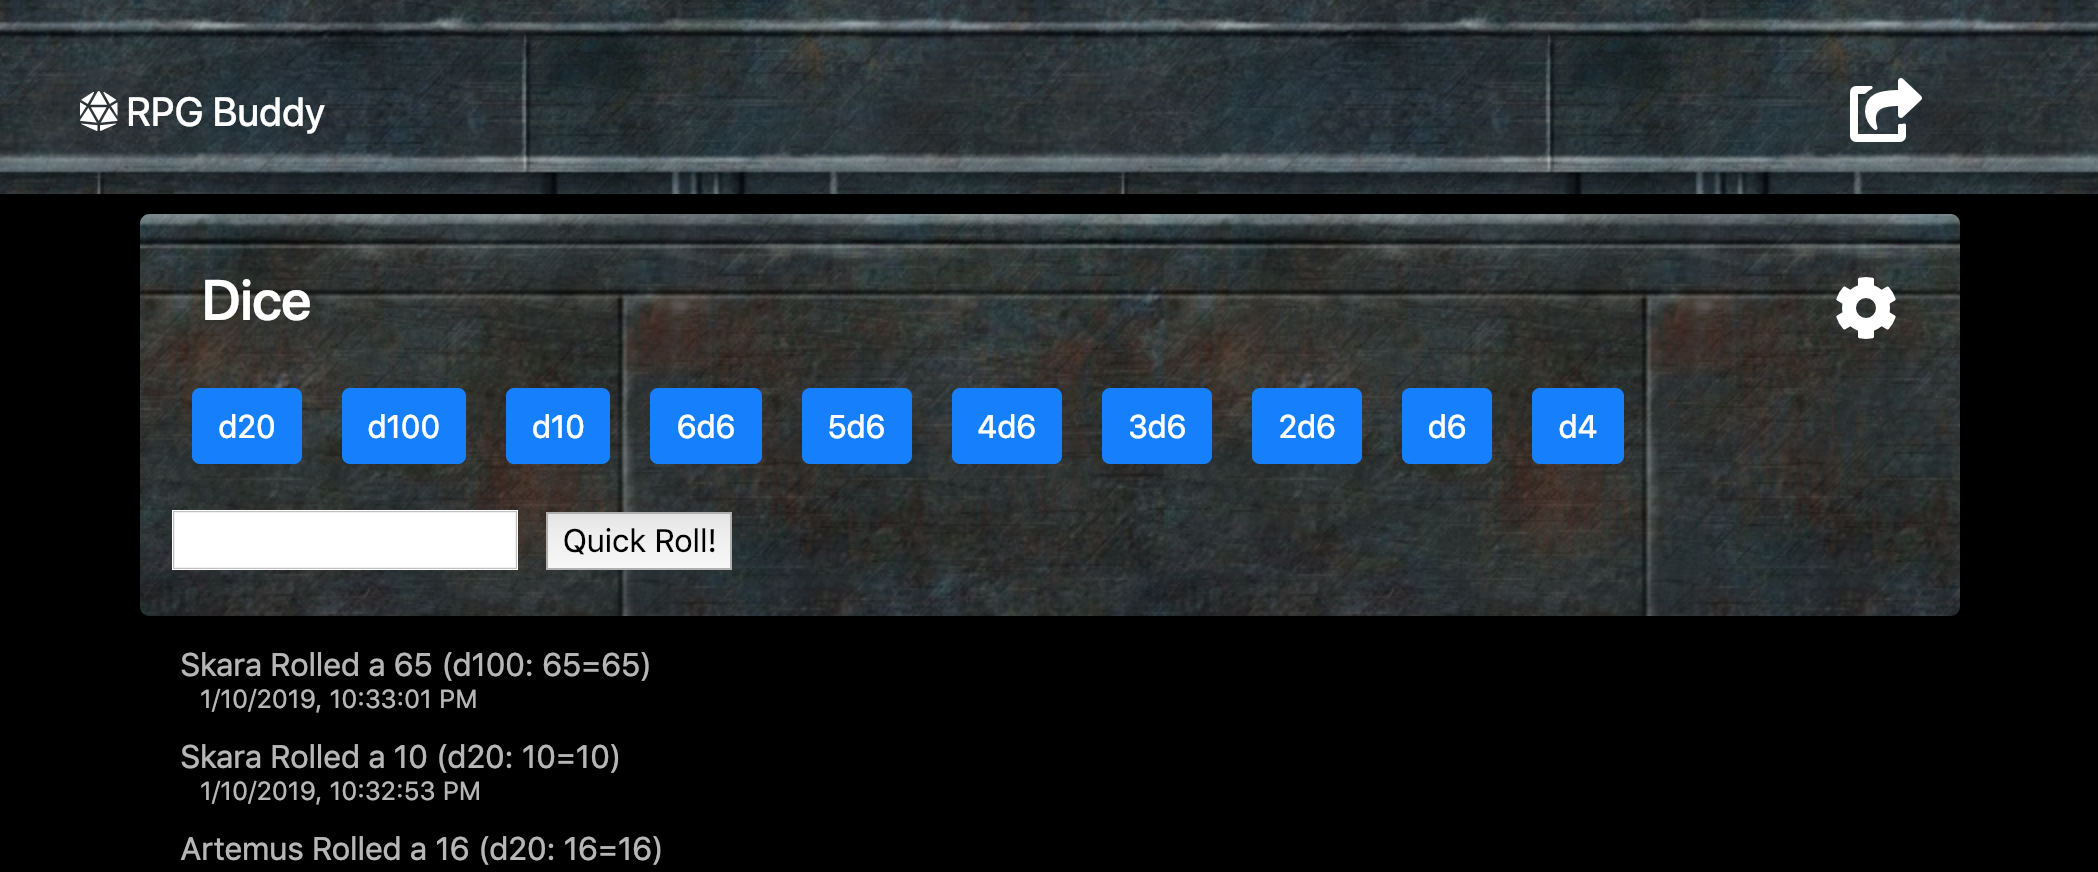 RPG Buddy
Dice
d20 d100 d10 6d6 5d6 4d6 3d6 2d6 d6 d4
Quick Roll!
Skara Rolled a 65 (d100: 65=65)
1/10/2019, 10:33:01 PM
Skara Rolled a 10 (d20: 10=10)
1/10/2019, 10:32:53 PM
Artemus Rolled a 16 (d20: 16=16)